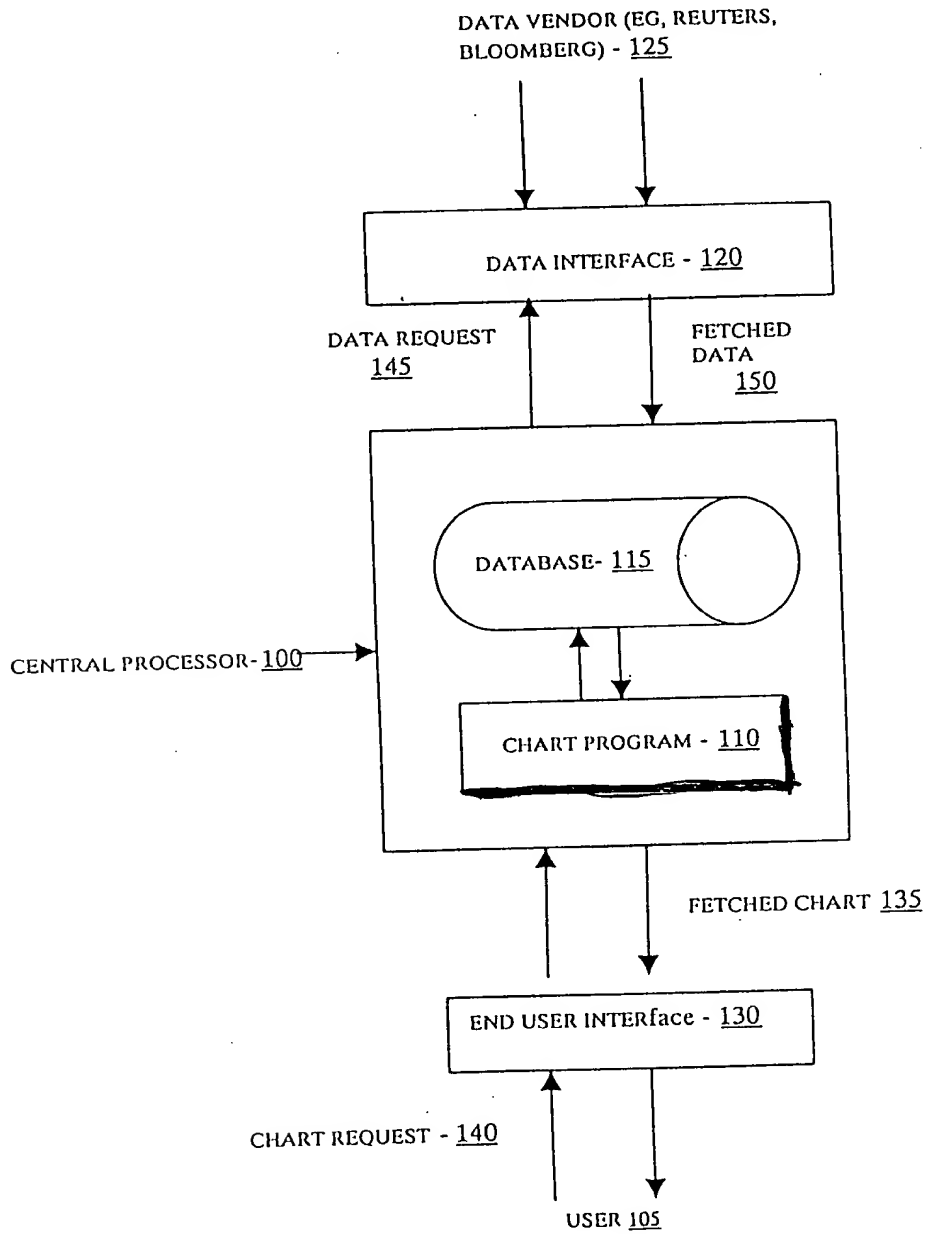 DATA VENDOR (EG, REUTERS,
BLOOMBERG) - 125
DATA INTERFACE - 120
DATA REQUEST
145
FETCHED
DATA
150
DATABASE- 115
CENTRAL PROCESSOR- 100
CHART PROGRAM - 110
FETCHED CHART 135
END USER INTERface - 130
CHART REQUEST - 140
USER 105